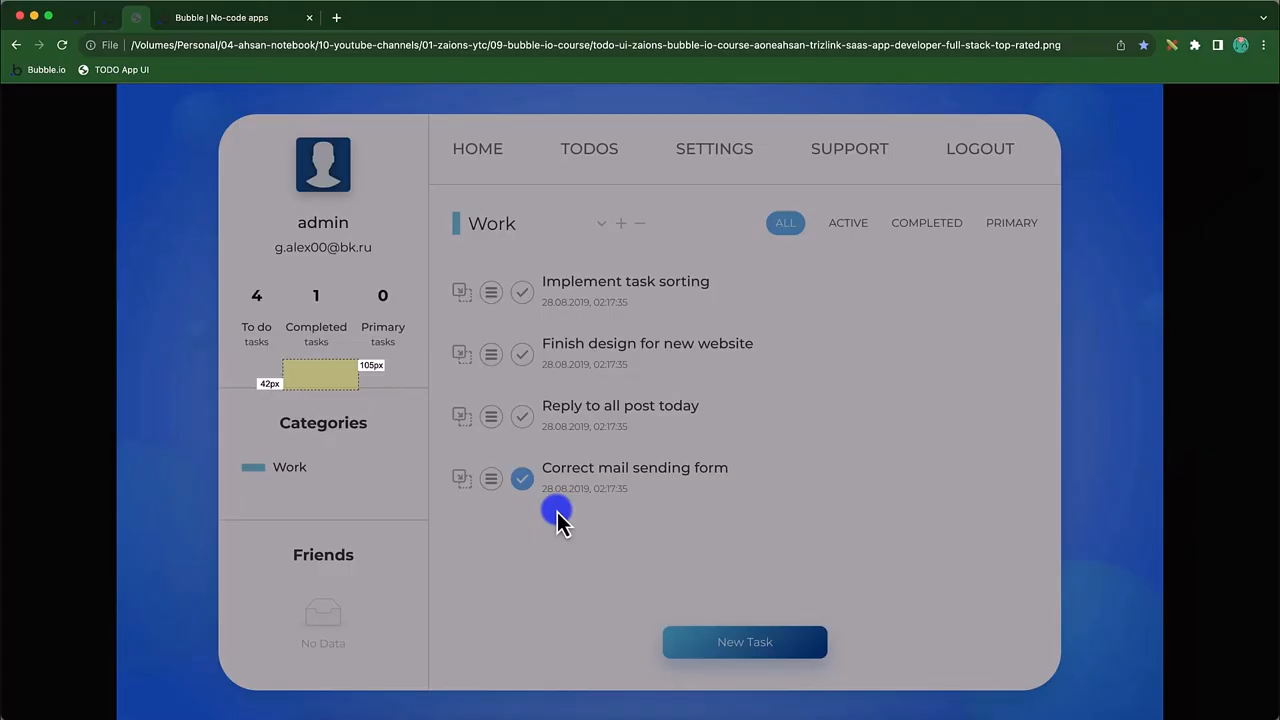 Bubble | No-code apps
File
/Volumes/Personal/04-ahsan-notebook/10-youtube-channels/01-zaions-ytc/09-bubble-io-course/todo-ui-zaions-bubble-io-course-aoneahsan-trizlink-saas-app-developer-full-stack-top-rated.png
Bubble.io
TODO App UI
HOME
TODOS
SETTINGS
SUPPORT
LOGOUT
admin
g.alex00@bk.ru
4
1
0
To do
Completed
Primary
tasks
tasks
tasks
105px
42px
Categories
Work
Friends
No Data
Work
ALL
ACTIVE
COMPLETED
PRIMARY
Implement task sorting
28.08.2019, 02:17:35
Finish design for new website
28.08.2019, 02:17:35
Reply to all post today
28.08.2019, 02:17:35
Correct mail sending form
28.08.2019, 02:17:35
New Task